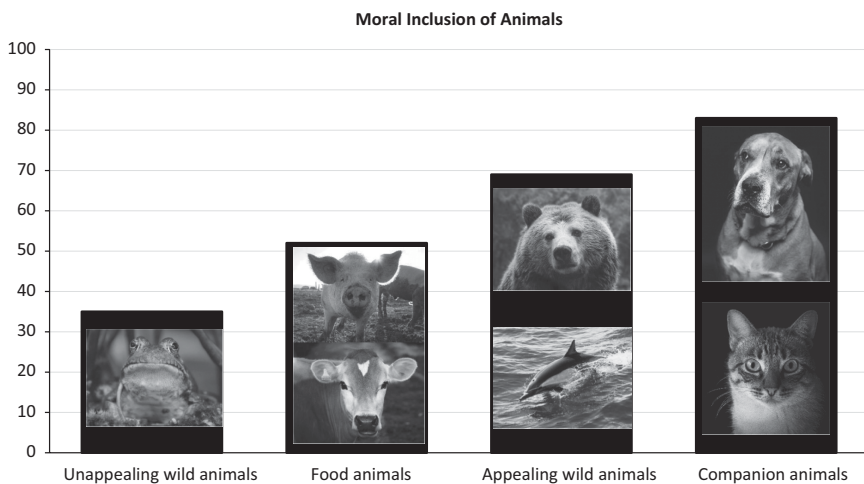 Moral Inclusion of Animals
100
90
80
70
60
50
40
30
20
10
0
Unappealing wild animals
Food animals
Appealing wild animals
Companion animals